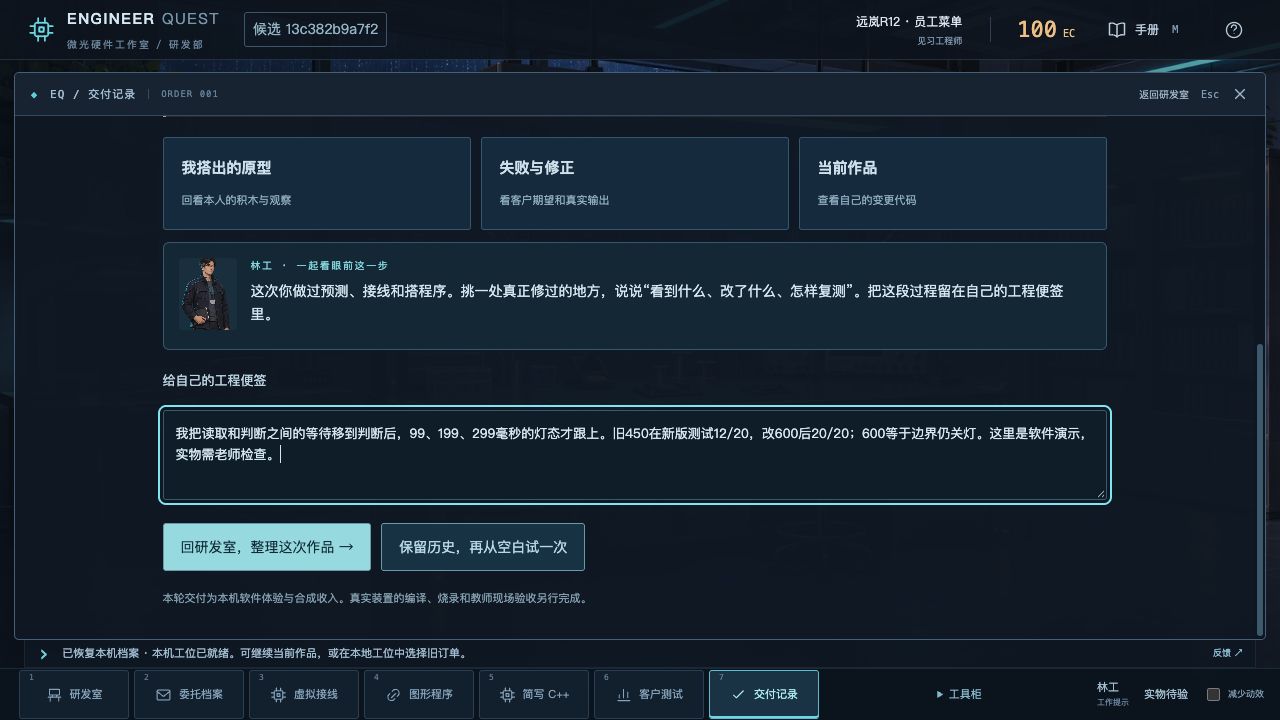 ENGINEER QUEST
微光硬件工作室 / 研发部
候选 13c382b9a7f2
远岚R12 · 员工菜单
见习工程师
100 EC
手册 M
EQ / 交付记录
ORDER 001
返回研发室 Esc
我搭出的原型
回看本人的积木与观察
失败与修正
看客户期望和真实输出
当前作品
查看自己的变更代码
林工 · 一起看眼前这一步
这次你做过预测、接线和搭程序。挑一处真正修过的地方，说说“看到什么、改了什么、怎样复测”。把这段过程留在自己的工程便签
里。
给自己的工程便签
我把读取和判断之间的等待移到判断后，99、199、299毫秒的灯态才跟上。旧450在新版测试12/20，改600后20/20；600等于边界仍关灯。这里是软件演示，
实物需老师检查。
回研发室，整理这次作品 →
保留历史，再从空白试一次
本轮交付为本机软件体验与合成收入。真实装置的编译、烧录和教师现场验收另行完成。
已恢复本机档案 · 本机工位已就绪。可继续当前作品，或在本地工位中选择旧订单。
反馈 ↗
1 研发室
2 委托档案
3 虚拟接线
4 图形程序
5 简写 C++
6 客户测试
7 交付记录
工具柜
林工
工作提示
实物待验
减少动效